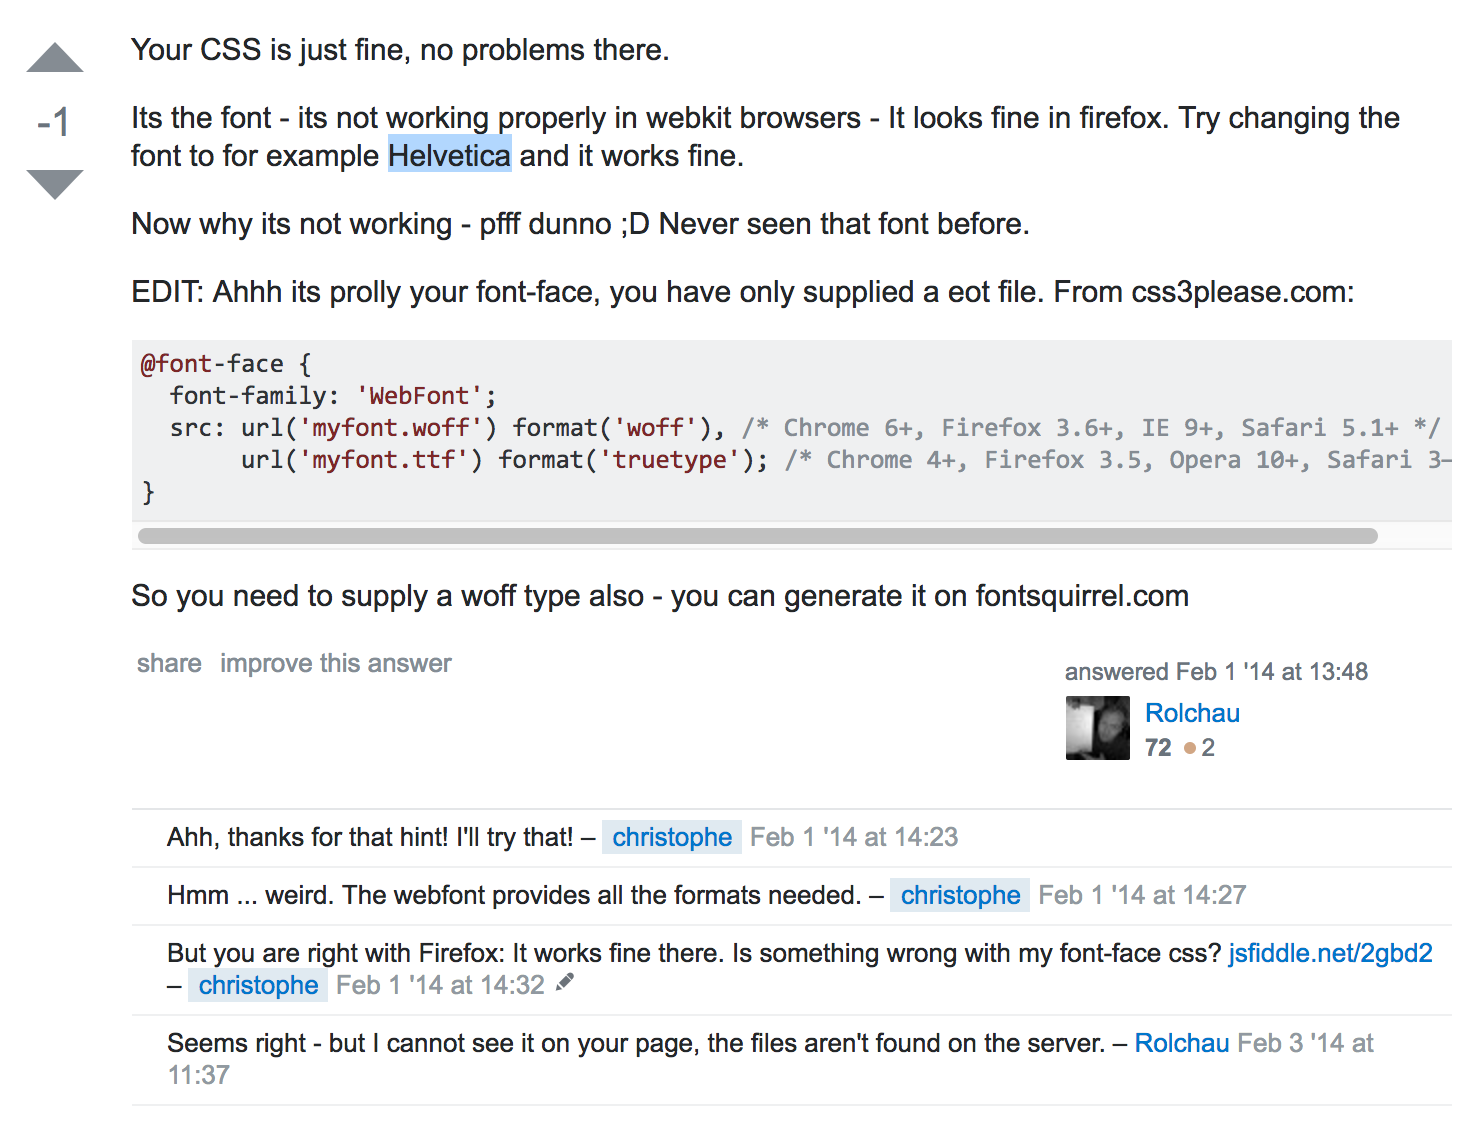 Your CSS is just fine, no problems there.
-1
Its the font - its not working properly in webkit browsers - It looks fine in firefox. Try changing the
font to for example Helvetica and it works fine.
Now why its not working - pfff dunno ;D Never seen that font before.
EDIT: Ahhh its prolly your font-face, you have only supplied a eot file. From css3please.com:
@font-face {
  font-family: 'WebFont';
  src: url('myfont.woff') format('woff'), /* Chrome 6+, Firefox 3.6+, IE 9+, Safari 5.1+ */
       url('myfont.ttf') format('truetype'); /* Chrome 4+, Firefox 3.5, Opera 10+, Safari 3—
}
So you need to supply a woff type also - you can generate it on fontsquirrel.com
share improve this answer
answered Feb 1 '14 at 13:48
Rolchau
72 ● 2
Ahh, thanks for that hint! I'll try that! – christophe Feb 1 '14 at 14:23
Hmm ... weird. The webfont provides all the formats needed. – christophe Feb 1 '14 at 14:27
But you are right with Firefox: It works fine there. Is something wrong with my font-face css? jsfiddle.net/2gbd2
– christophe Feb 1 '14 at 14:32
Seems right - but I cannot see it on your page, the files aren't found on the server. – Rolchau Feb 3 '14 at
11:37